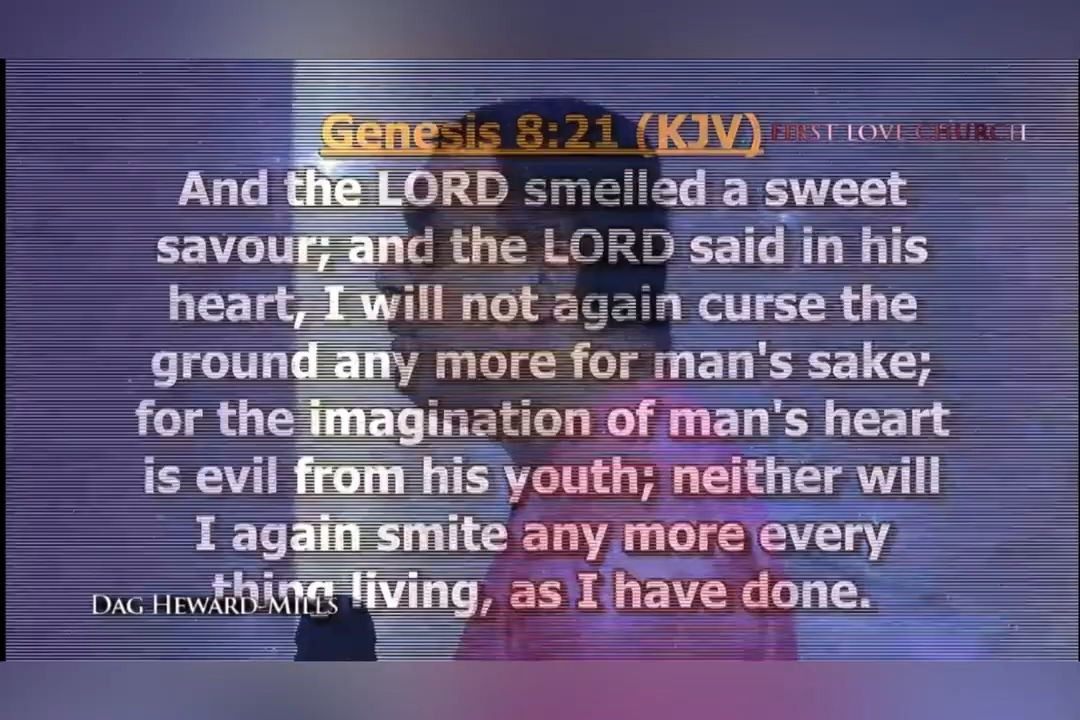 Genesis 8:21 (KJV)
FIRST LOVE CHURCH
And the LORD smelled a sweet
savour; and the LORD said in his
heart, I will not again curse the
ground any more for man's sake;
for the imagination of man's heart
is evil from his youth; neither will
I again smite any more every
thing living, as I have done.
DAG HEWARD-MILLS